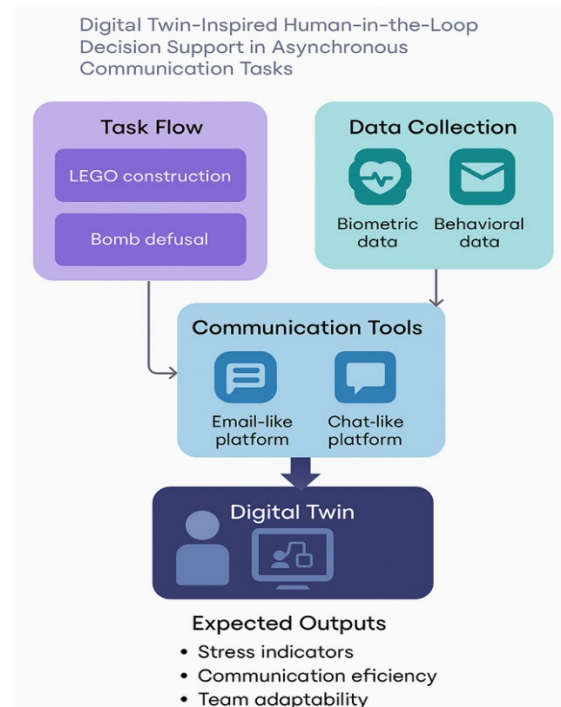 Digital Twin-Inspired Human-in-the-Loop
Decision Support in Asynchronous
Communication Tasks
Task Flow
LEGO construction
Bomb defusal
Data Collection
Biometric
data
Behavioral
data
Communication Tools
Email-like
platform
Chat-like
platform
Digital Twin
Expected Outputs
• Stress indicators
• Communication eficiency
• Team adaptability